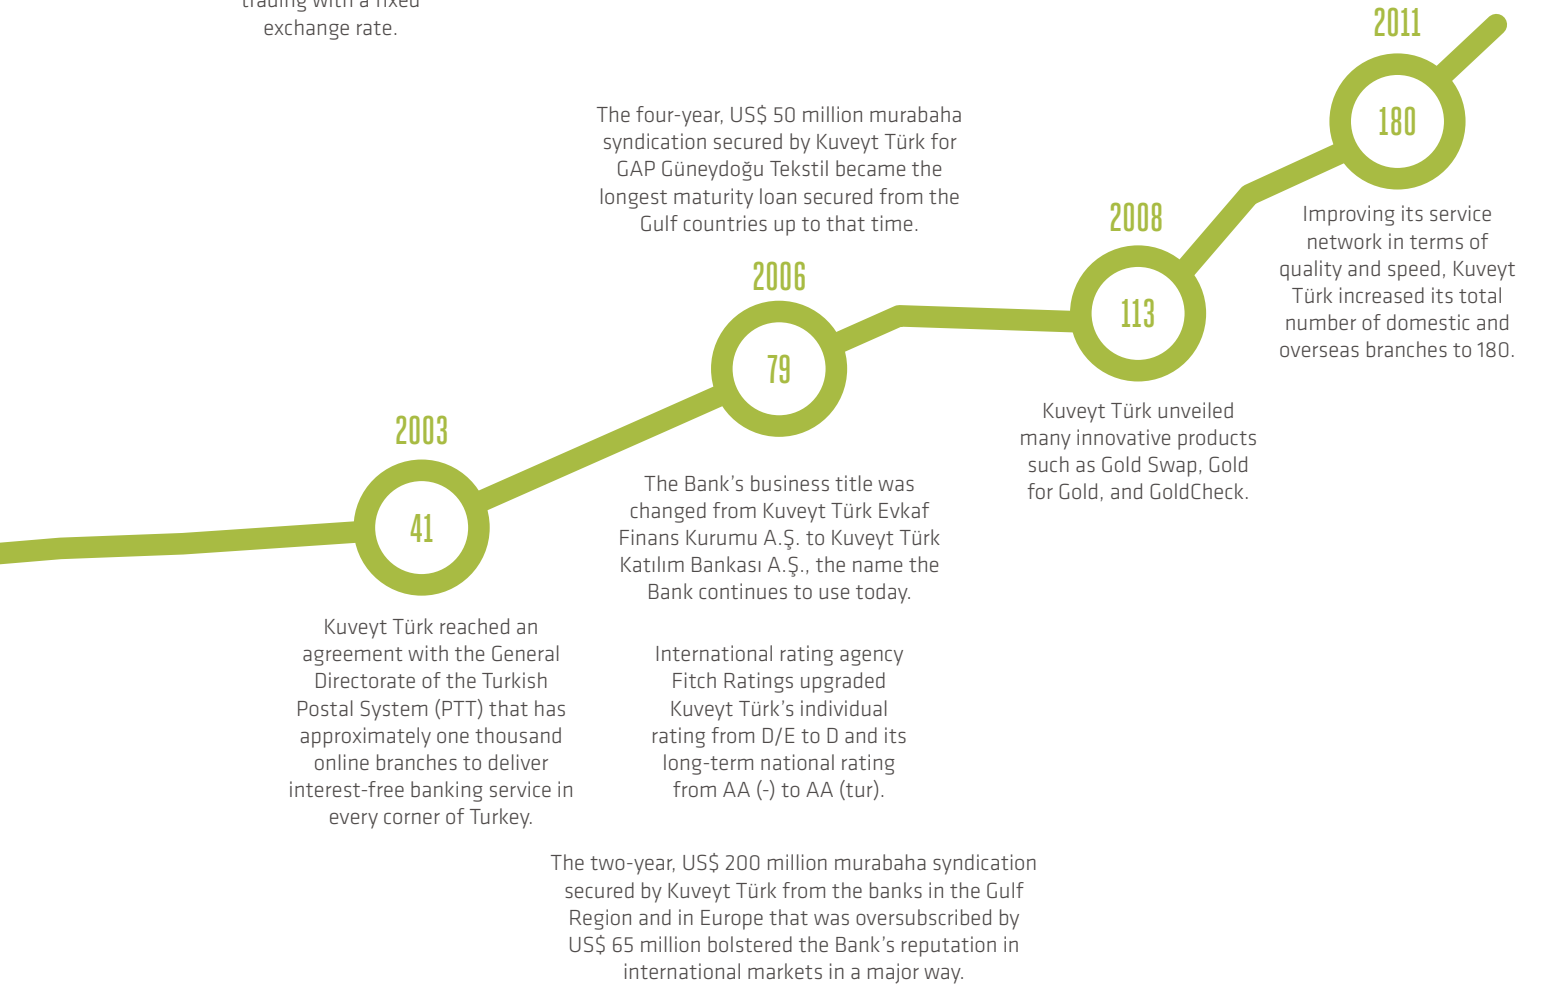 trading with a fixed
exchange rate.
2003
41
Kuveyt Türk reached an
agreement with the General
Directorate of the Turkish
Postal System (PTT) that has
approximately one thousand
online branches to deliver
interest-free banking service in
every corner of Turkey.
The four-year, US$ 50 million murabaha
syndication secured by Kuveyt Türk for
GAP Güneydoğu Tekstil became the
longest maturity loan secured from the
Gulf countries up to that time.
2006
79
The Bank’s business title was
changed from Kuveyt Türk Evkaf
Finans Kurumu A.Ş. to Kuveyt Türk
Katılım Bankası A.Ş., the name the
Bank continues to use today.
International rating agency
Fitch Ratings upgraded
Kuveyt Türk’s individual
rating from D/E to D and its
long-term national rating
from AA (-) to AA (tur).
The two-year, US$ 200 million murabaha syndication
secured by Kuveyt Türk from the banks in the Gulf
Region and in Europe that was oversubscribed by
US$ 65 million bolstered the Bank’s reputation in
international markets in a major way.
2008
113
Kuveyt Türk unveiled
many innovative products
such as Gold Swap, Gold
for Gold, and GoldCheck.
2011
180
Improving its service
network in terms of
quality and speed, Kuveyt
Türk increased its total
number of domestic and
overseas branches to 180.